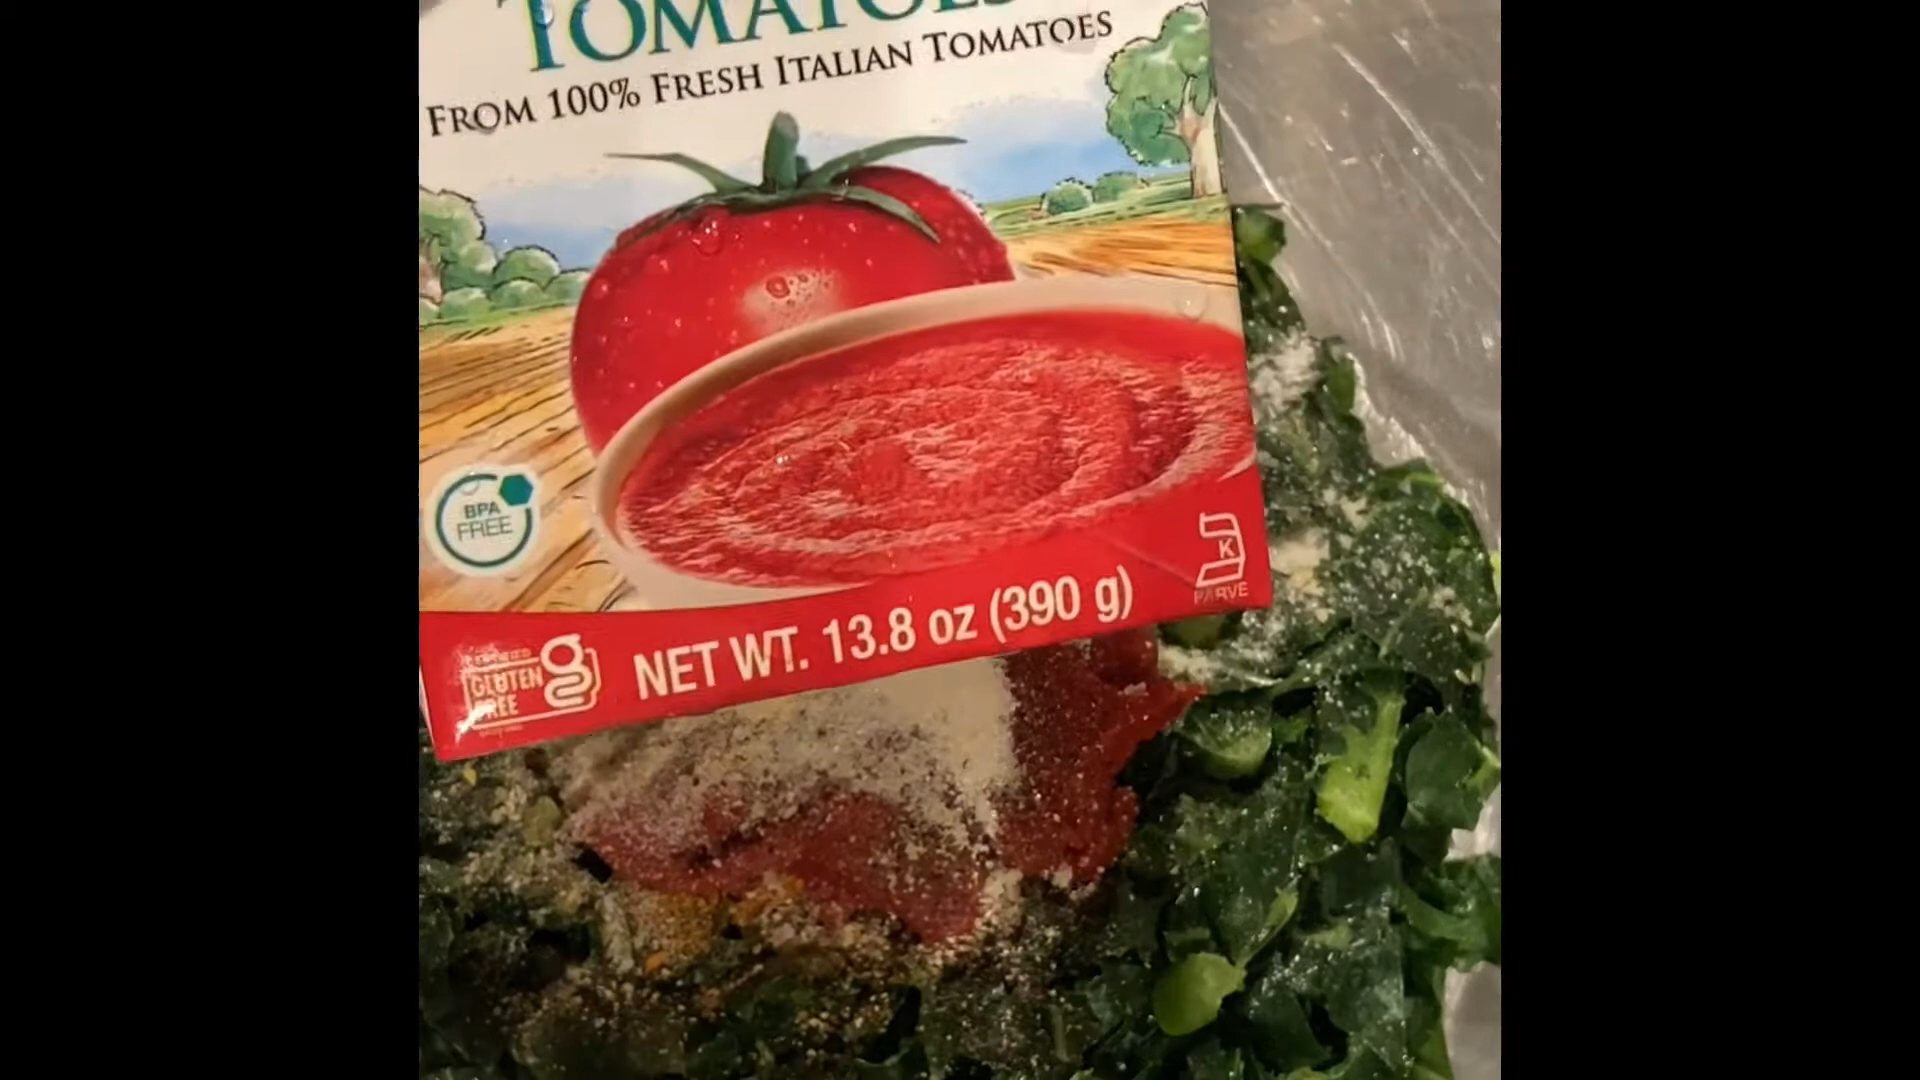 TOMATOES
FROM 100% FRESH ITALIAN TOMATOES
BPA
FREE
K
PARVE
NET WT. 13.8 oz (390 g)
GLUTEN
FREE